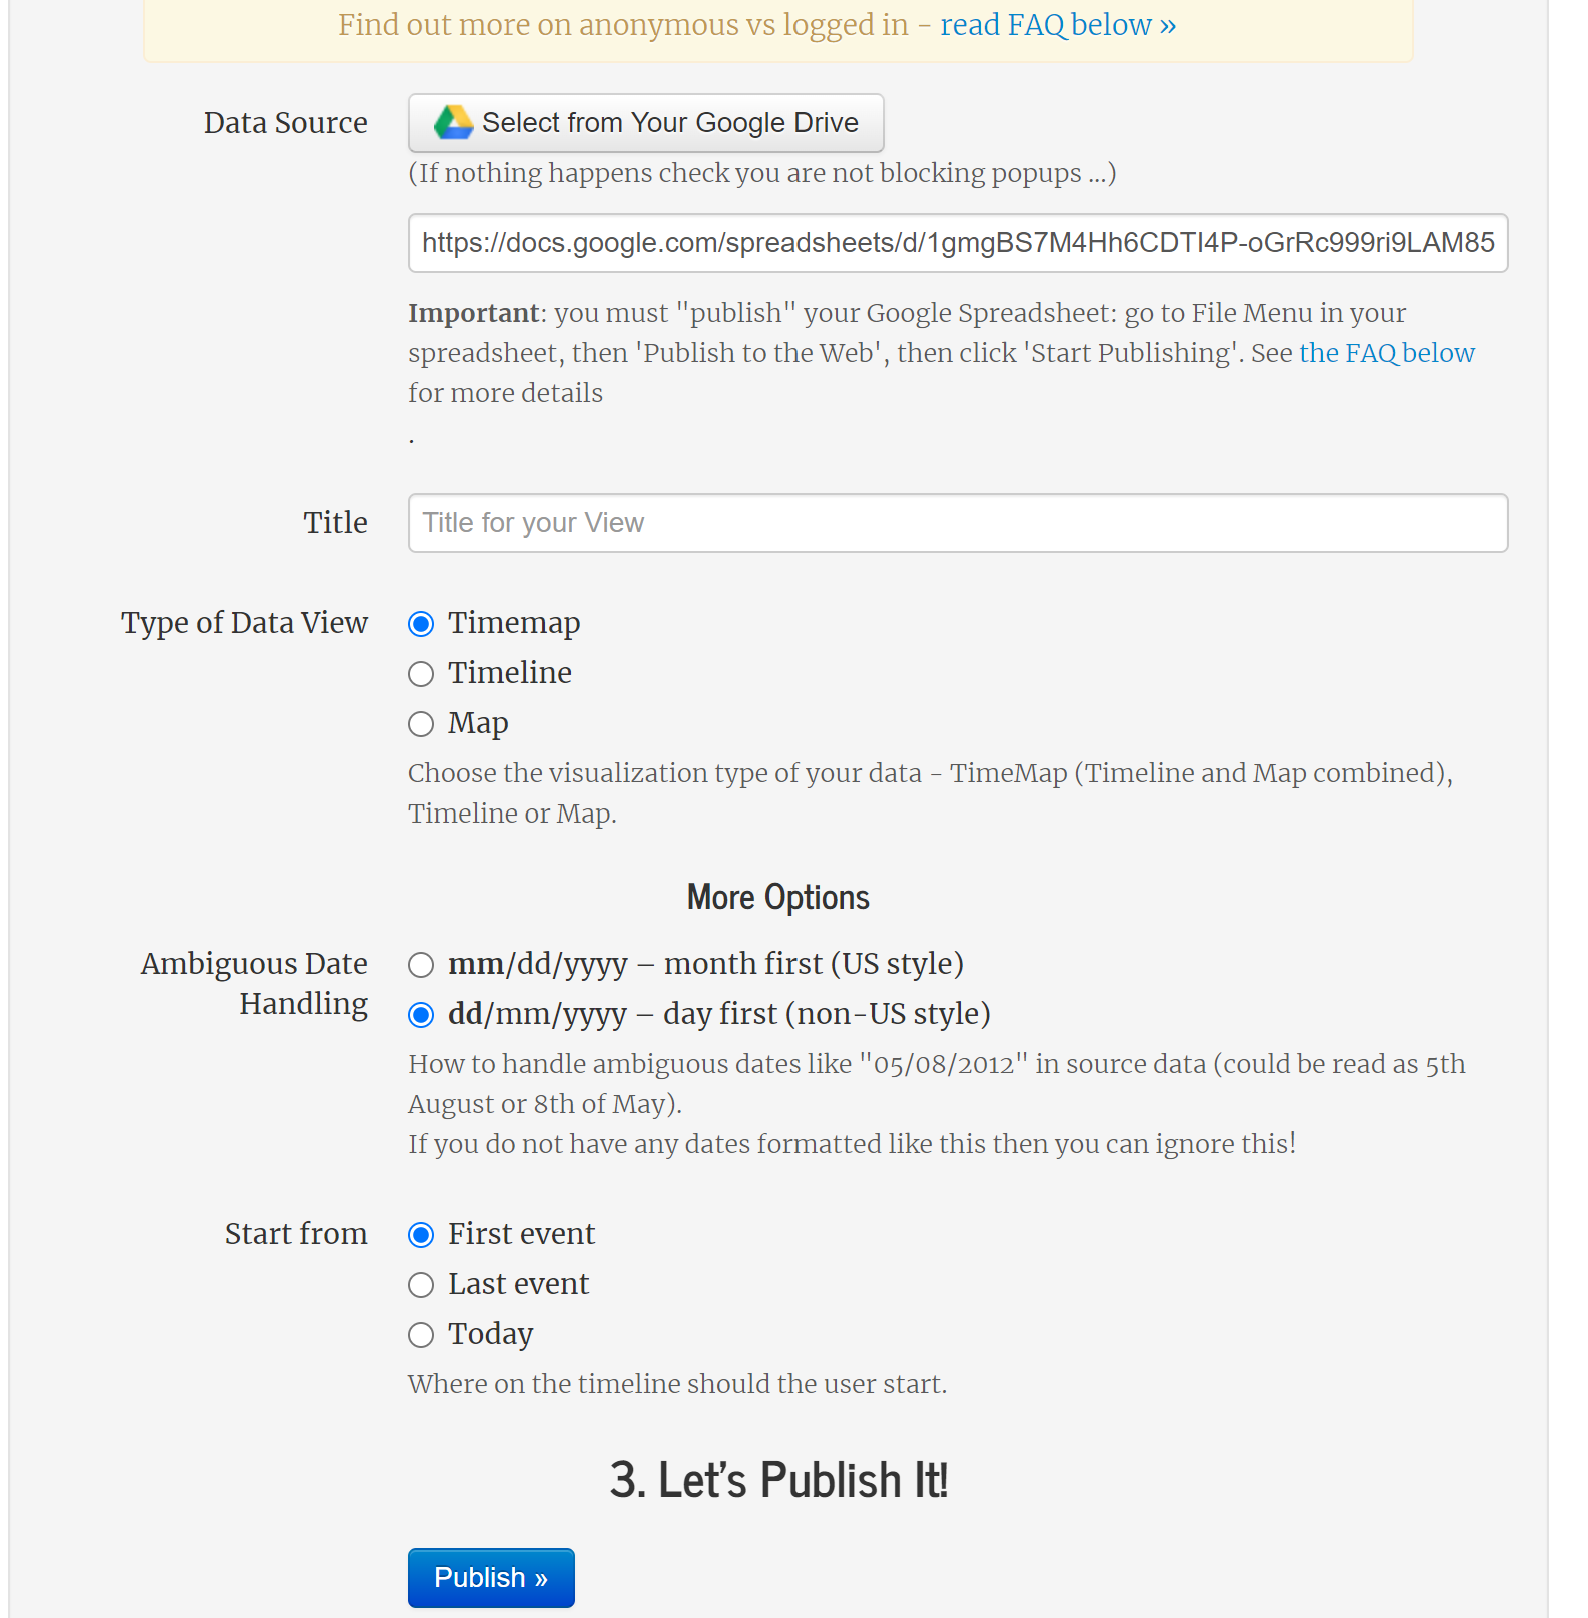 Find out more on anonymous vs logged in - read FAQ below »
Data Source
Select from Your Google Drive
(If nothing happens check you are not blocking popups ...)
https://docs.google.com/spreadsheets/d/1gmgBS7M4Hh6CDTI4P-oGrRc999ri9LAM85
Important: you must "publish" your Google Spreadsheet: go to File Menu in your
spreadsheet, then 'Publish to the Web', then click 'Start Publishing'. See the FAQ below
for more details
.
Title
Title for your View
Type of Data View
Timemap
Timeline
Map
Choose the visualization type of your data - TimeMap (Timeline and Map combined),
Timeline or Map.
More Options
Ambiguous Date
Handling
mm/dd/yyyy – month first (US style)
dd/mm/yyyy – day first (non-US style)
How to handle ambiguous dates like "05/08/2012" in source data (could be read as 5th
August or 8th of May).
If you do not have any dates formatted like this then you can ignore this!
Start from
First event
Last event
Today
Where on the timeline should the user start.
3. Let's Publish It!
Publish »